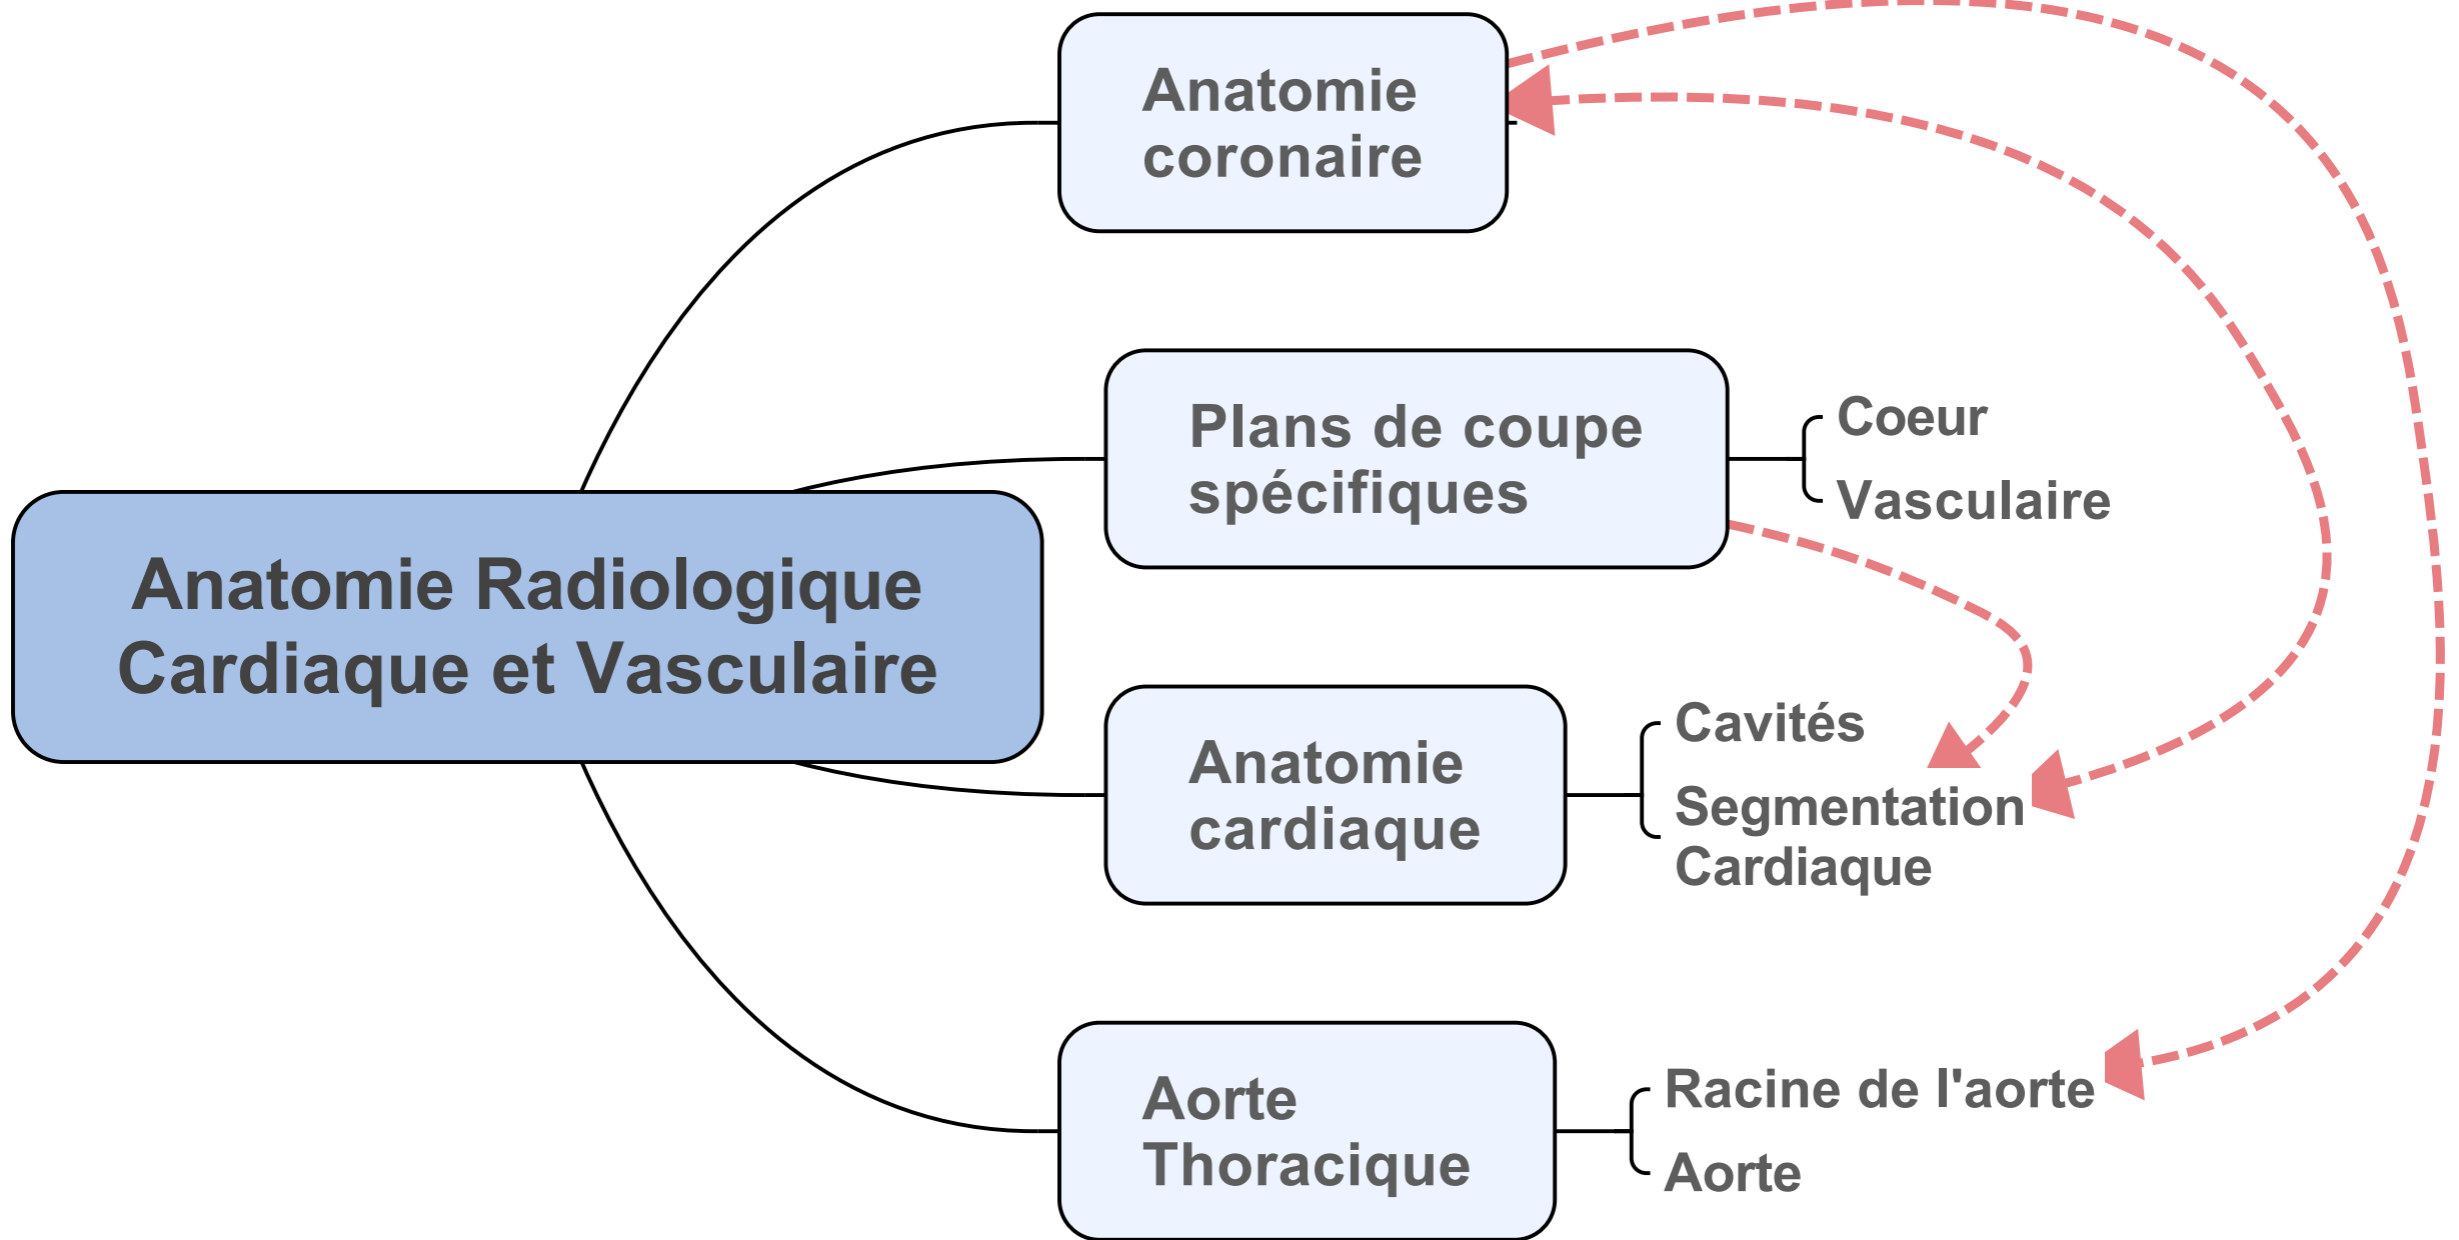 Anatomie
coronaire
Plans de coupe
spécifiques
Coeur
Vasculaire
Anatomie Radiologique
Cardiaque et Vasculaire
Anatomie
cardiaque
Cavités
Segmentation
Cardiaque
Aorte
Thoracique
Racine de l'aorte
Aorte